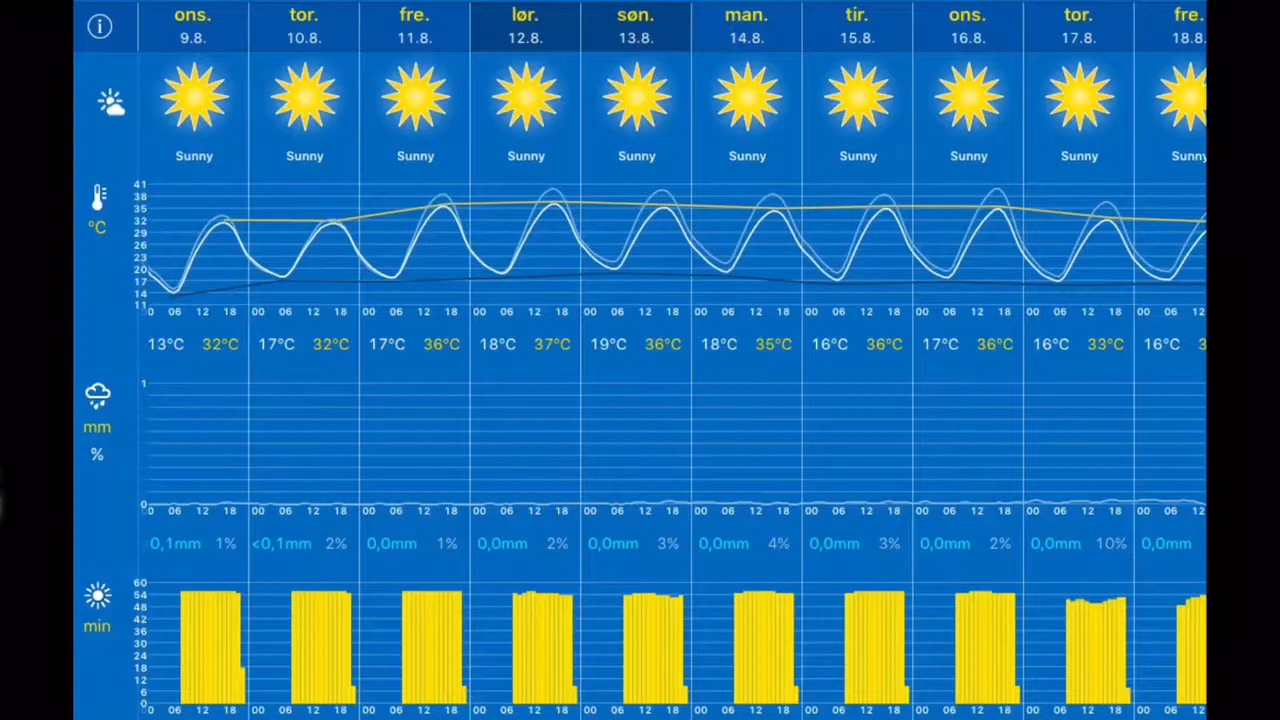 i ons. tor. fre. lør. søn. man. tir. ons. tor. fre.
9.8. 10.8. 11.8. 12.8. 13.8. 14.8. 15.8. 16.8. 17.8. 18.8.
Sunny Sunny Sunny Sunny Sunny Sunny Sunny Sunny Sunny Sunny
41
38
35
32
°C
29
26
23
20
17
14
11
0 06 12 18 00 06 12 18 00 06 12 18 00 06 12 18 00 06 12 18 00 06 12 18 00 06 12 18 00 06 12 18 00 06 12 18 00 06 12
13°C 32°C 17°C 32°C 17°C 36°C 18°C 37°C 19°C 36°C 18°C 35°C 16°C 36°C 17°C 36°C 16°C 33°C 16°C 3
1
mm
%
0
0 06 12 18 00 06 12 18 00 06 12 18 00 06 12 18 00 06 12 18 00 06 12 18 00 06 12 18 00 06 12 18 00 06 12 18 00 06 12
0,1mm 1% <0,1mm 2% 0,0mm 1% 0,0mm 2% 0,0mm 3% 0,0mm 4% 0,0mm 3% 0,0mm 2% 0,0mm 10% 0,0mm
60
54
48
42
min
36
30
24
18
12
6
0
0 06 12 18 00 06 12 18 00 06 12 18 00 06 12 18 00 06 12 18 00 06 12 18 00 06 12 18 00 06 12 18 00 06 12 18 00 06 12